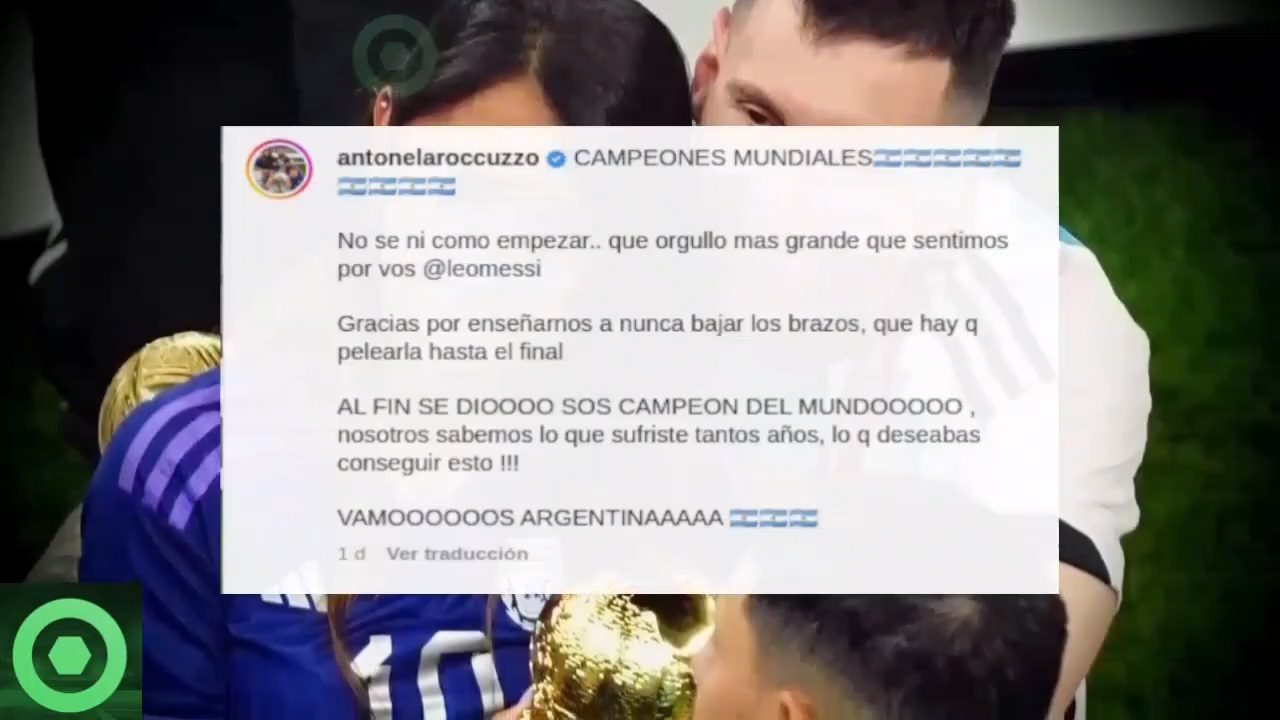 antonelaroccuzzo CAMPEONES MUNDIALES🇦🇷🇦🇷🇦🇷🇦🇷🇦🇷
🇦🇷🇦🇷🇦🇷🇦🇷
No se ni como empezar.. que orgullo mas grande que sentimos
por vos @leomessi
Gracias por enseñarnos a nunca bajar los brazos, que hay q
pelearla hasta el final
AL FIN SE DIOOOO SOS CAMPEON DEL MUNDOOOOO ,
nosotros sabemos lo que sufriste tantos años, lo q deseabas
conseguir esto !!!
VAMOOOOOOS ARGENTINAAAAA 🇦🇷🇦🇷🇦🇷
1 d Ver traducción
10